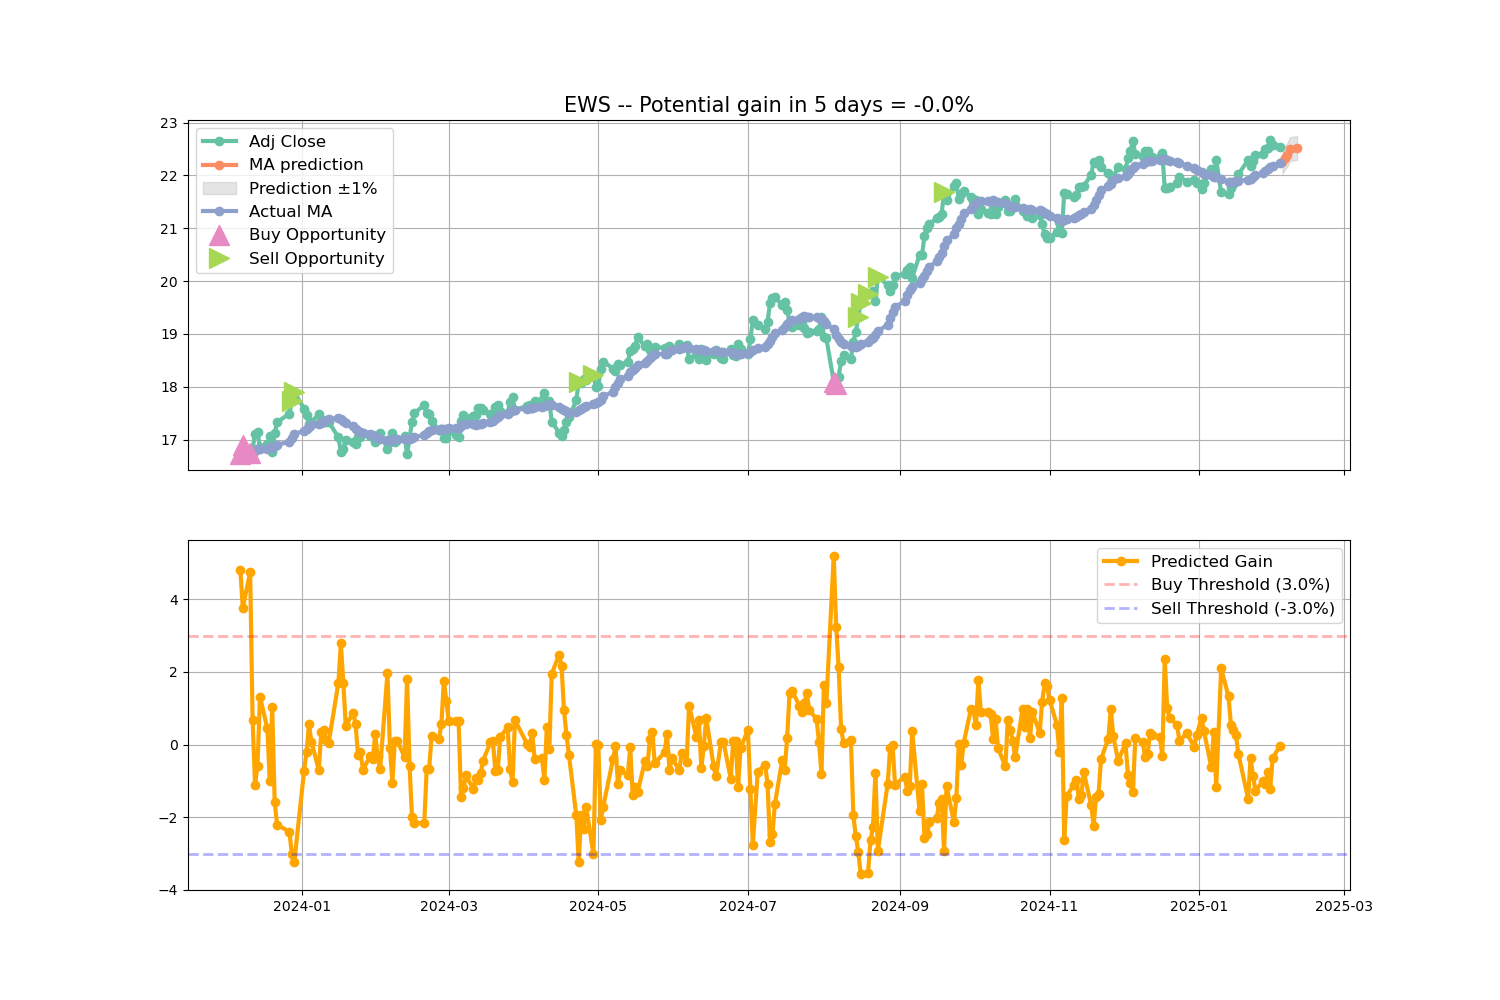 EWS -- Potential gain in 5 days = -0.0%
23
22
21
20
19
18
17
Adj Close
MA prediction
Prediction ±1%
Actual MA
Buy Opportunity
Sell Opportunity
4
2
0
−2
−4
Predicted Gain
Buy Threshold (3.0%)
Sell Threshold (-3.0%)
2024-01
2024-03
2024-05
2024-07
2024-09
2024-11
2025-01
2025-03